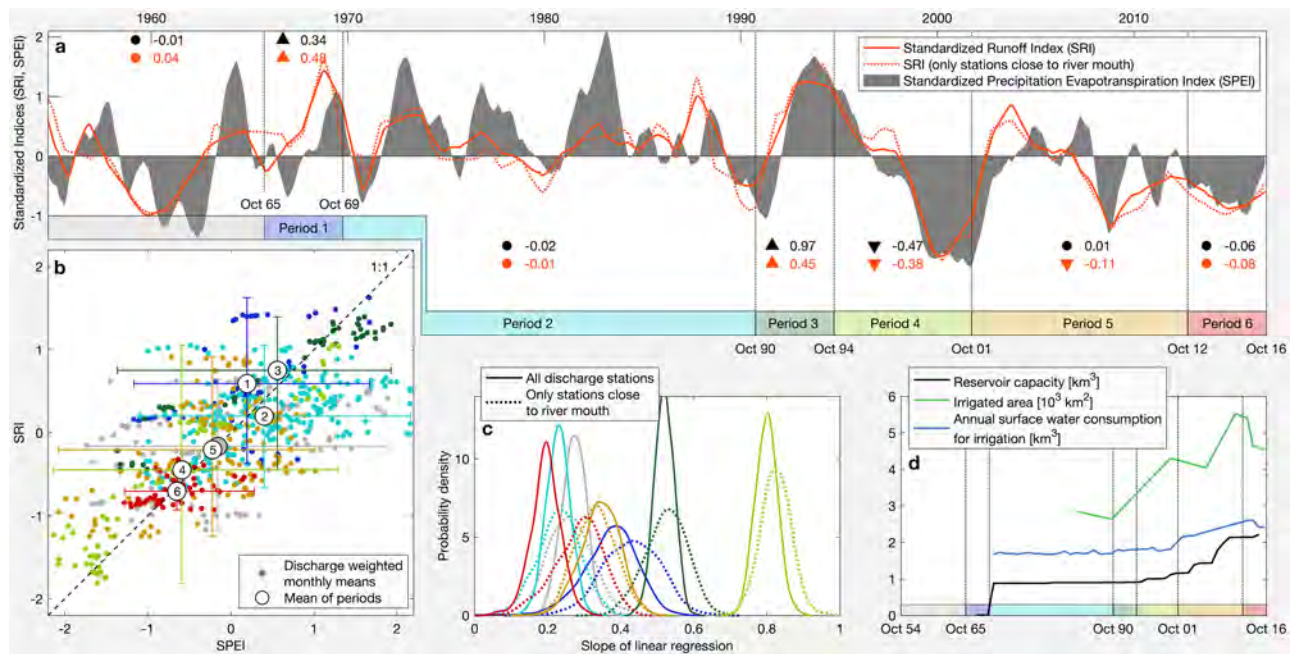 1960 1970 1980 1990 2000 2010
a
Standardized Indices (SRI, SPEI)
2
1
0
-1
-0.01
0.04
0.34
0.48
Standardized Runoff Index (SRI)
SRI (only stations close to river mouth)
Standardized Precipitation Evapotranspiration Index (SPEI)
Oct 65 Oct 69
Period 1
-0.02
-0.01
0.97
0.45
-0.47
-0.38
0.01
-0.11
-0.06
-0.08
Period 2 Period 3 Period 4 Period 5 Period 6
Oct 90 Oct 94 Oct 01 Oct 12 Oct 16
b
1:1
SRI
2
1
0
-1
-2
1
2
3
4
5
6
Discharge weighted
monthly means
Mean of periods
-2 -1 0 1 2
SPEI
All discharge stations
Only stations close
to river mouth
c
Probability density
10
5
0
0 0.2 0.4 0.6 0.8 1
Slope of linear regression
Reservoir capacity [km³]
Irrigated area [10³ km²]
Annual surface water consumption
for irrigation [km³]
d
6
5
4
3
2
1
0
Oct 54 Oct 65 Oct 90 Oct 01 Oct 16